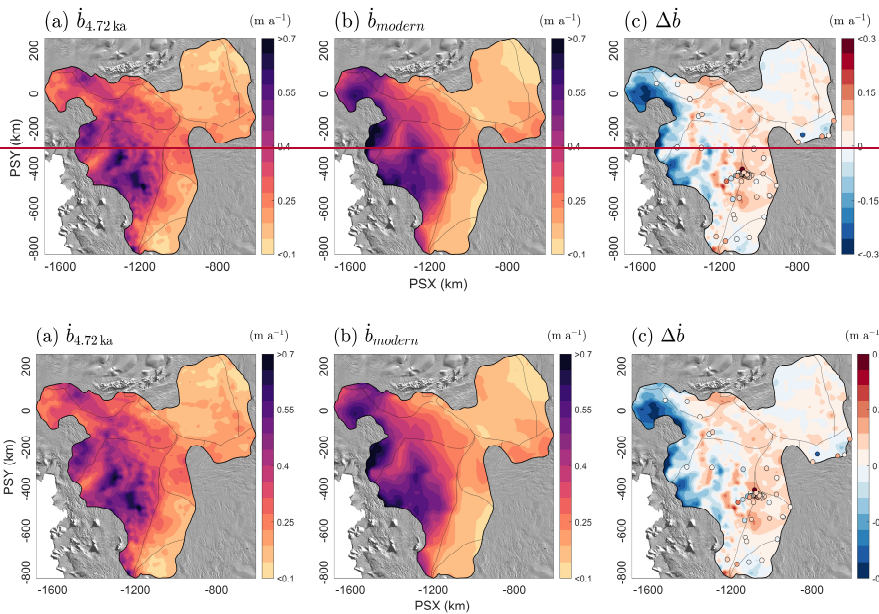 (a) ḃ4.72 ka (m a⁻¹) (b) ḃmodern (m a⁻¹) (c) Δḃ (m a⁻¹)
200 >0.7 >0.7 0.3
0 0.55 0.55 0.15
-200 0.4 0.4 0
PSY (km)
-400
-600 0.25 0.25 -0.15
-800 <0.1 <0.1 -0.3
-1600 -1200 -800 -1600 -1200 -800 -1600 -1200 -800
PSX (km)
(a) ḃ4.72 ka (m a⁻¹) (b) ḃmodern (m a⁻¹) (c) Δḃ (m a⁻
200 >0.7 >0.7 0
0 0.55 0.55 0.
-200 0.4 0.4 0
PSY (km)
-400
-600 0.25 0.25 -0
-800 <0.1 <0.1 -0
-1600 -1200 -800 -1600 -1200 -800 -1600 -1200 -800
PSX (km)